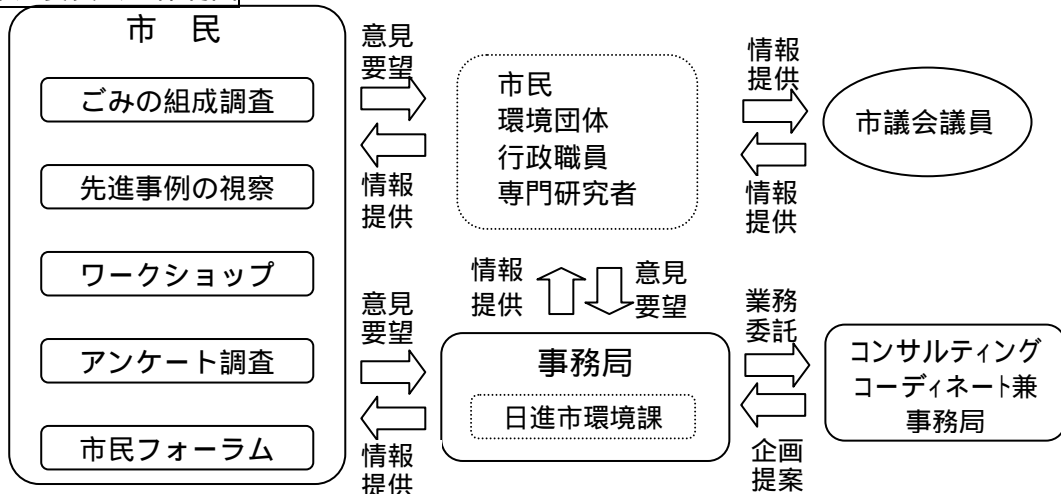 市 民
ごみの組成調査
先進事例の視察
ワークショップ
アンケート調査
市民フォーラム
意見
要望
情報
提供
市民
環境団体
行政職員
専門研究者
情報
提供
情報
提供
市議会議員
情報
提供
意見
要望
意見
要望
情報
提供
事務局
日進市環境課
業務
委託
企画
提案
コンサルティング
コーディネート兼
事務局